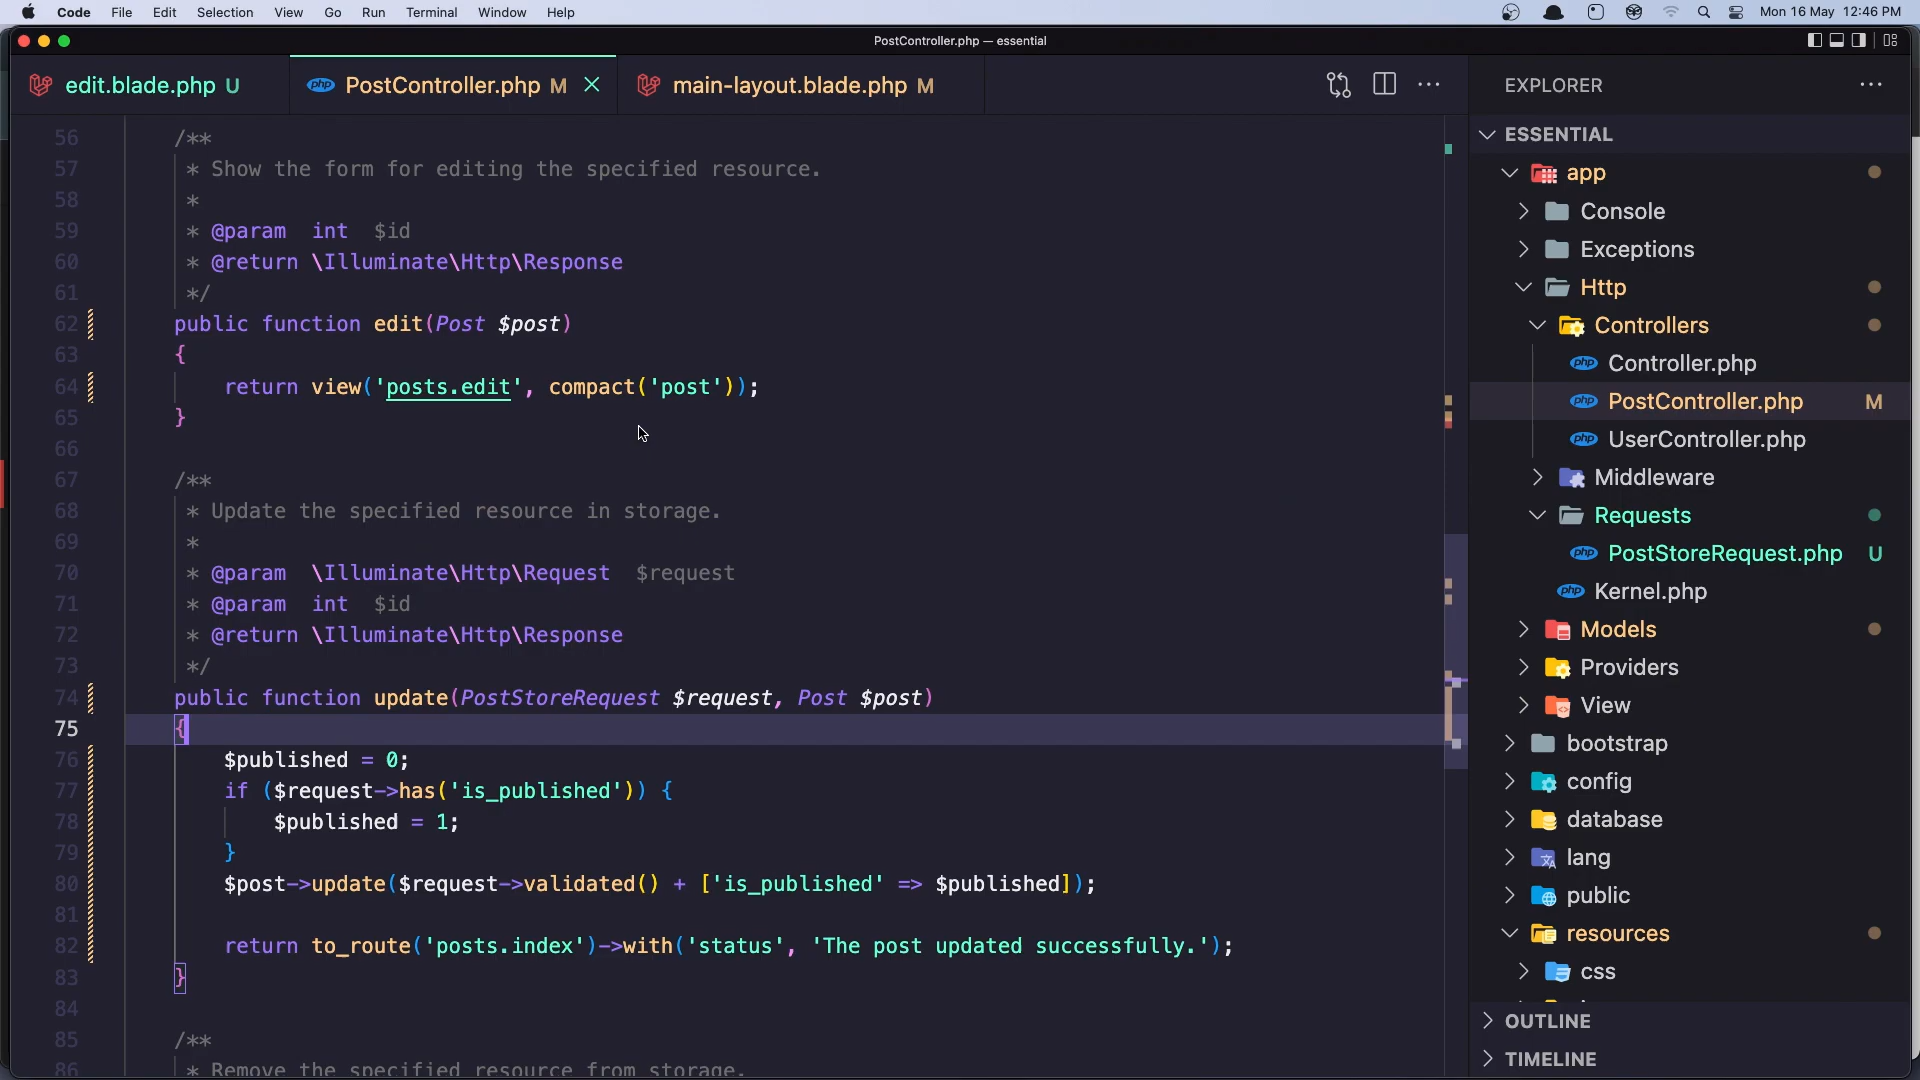 Code File Edit Selection View Go Run Terminal Window Help Mon 16 May 12:46 PM
PostController.php — essential
edit.blade.php U PostController.php M main-layout.blade.php M
56 /**
57 * Show the form for editing the specified resource.
58 *
59 * @param  int  $id
60 * @return \Illuminate\Http\Response
61 */
62 public function edit(Post $post)
63 {
64 return view('posts.edit', compact('post'));
65 }
66
67 /**
68 * Update the specified resource in storage.
69 *
70 * @param  \Illuminate\Http\Request  $request
71 * @param  int  $id
72 * @return \Illuminate\Http\Response
73 */
74 public function update(PostStoreRequest $request, Post $post)
75 {
76 $published = 0;
77 if ($request->has('is_published')) {
78 $published = 1;
79 }
80 $post->update($request->validated() + ['is_published' => $published]);
81
82 return to_route('posts.index')->with('status', 'The post updated successfully.');
83 }
84
85 /**
86 * Remove the specified resource from storage.
EXPLORER
ESSENTIAL
app
Console
Exceptions
Http
Controllers
php Controller.php
php PostController.php M
php UserController.php
Middleware
Requests
php PostStoreRequest.php U
php Kernel.php
Models
Providers
View
bootstrap
config
database
lang
public
resources
css
OUTLINE
TIMELINE